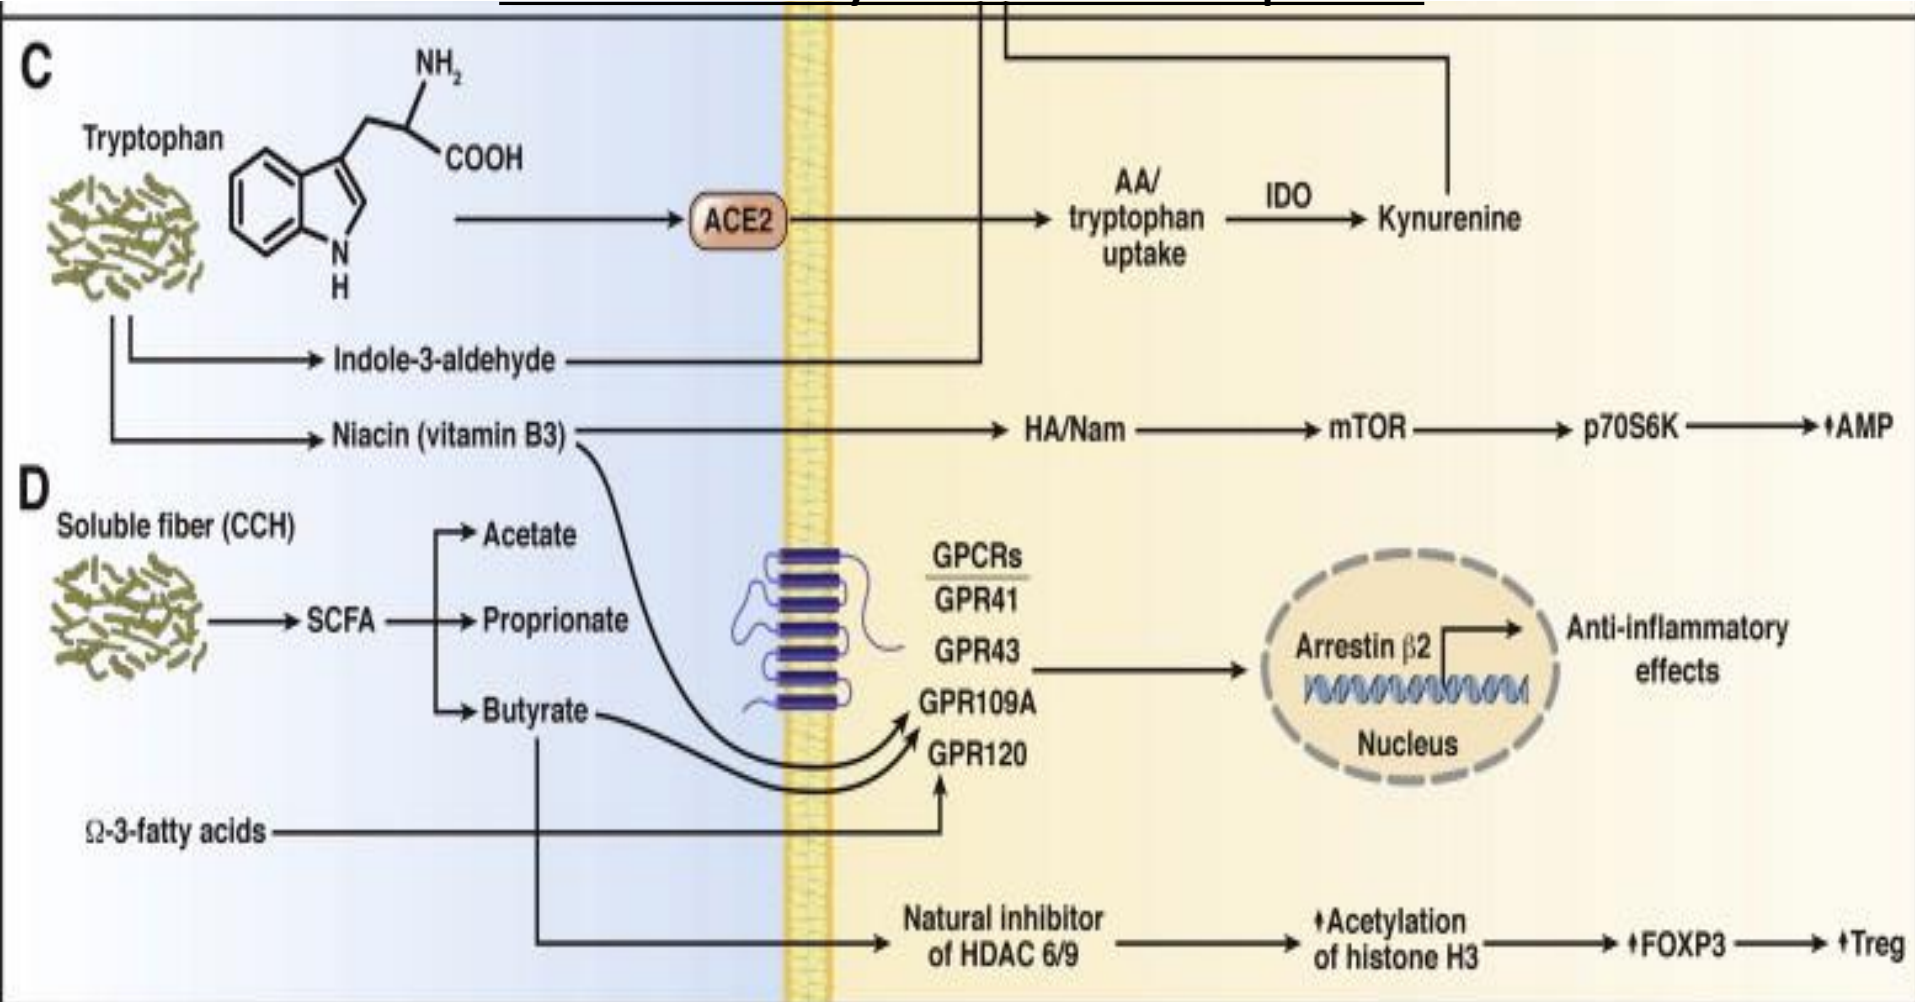 C
NH2
Tryptophan
COOH
N
H
ACE2
AA/
tryptophan
uptake
IDO
Kynurenine
Indole-3-aldehyde
Niacin (vitamin B3)
HA/Nam
mTOR
p70S6K
AMP
D
Soluble fiber (CCH)
SCFA
Acetate
Proprionate
Butyrate
GPCRs
GPR41
GPR43
GPR109A
GPR120
Arrestin β2
Nucleus
Anti-inflammatory
effects
Ω-3-fatty acids
Natural inhibitor
of HDAC 6/9
Acetylation
of histone H3
FOXP3
Treg